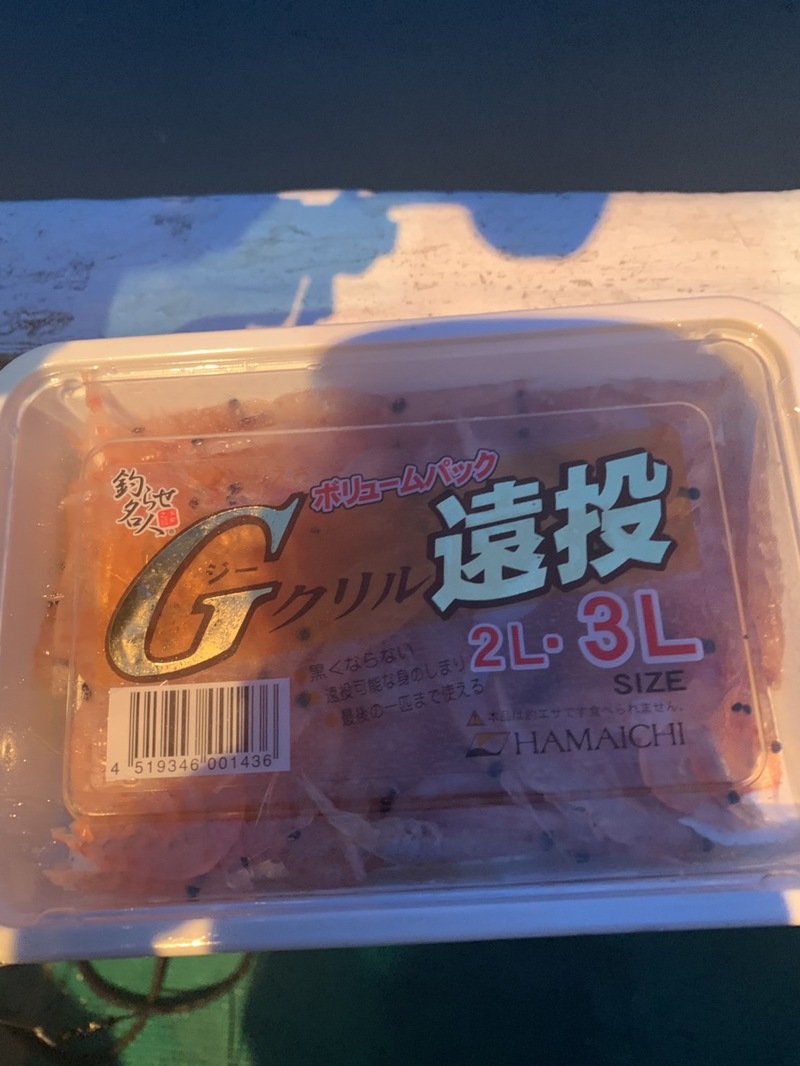 釣らせ
名人
ボリュームパック
Gクリル遠投
ジー
2L・3L
SIZE
黒くならない
遠投可能な身のしまり
最後の一匹まで使える
本品は釣エサです食べられません。
HAMAICHI
4 519346 001436